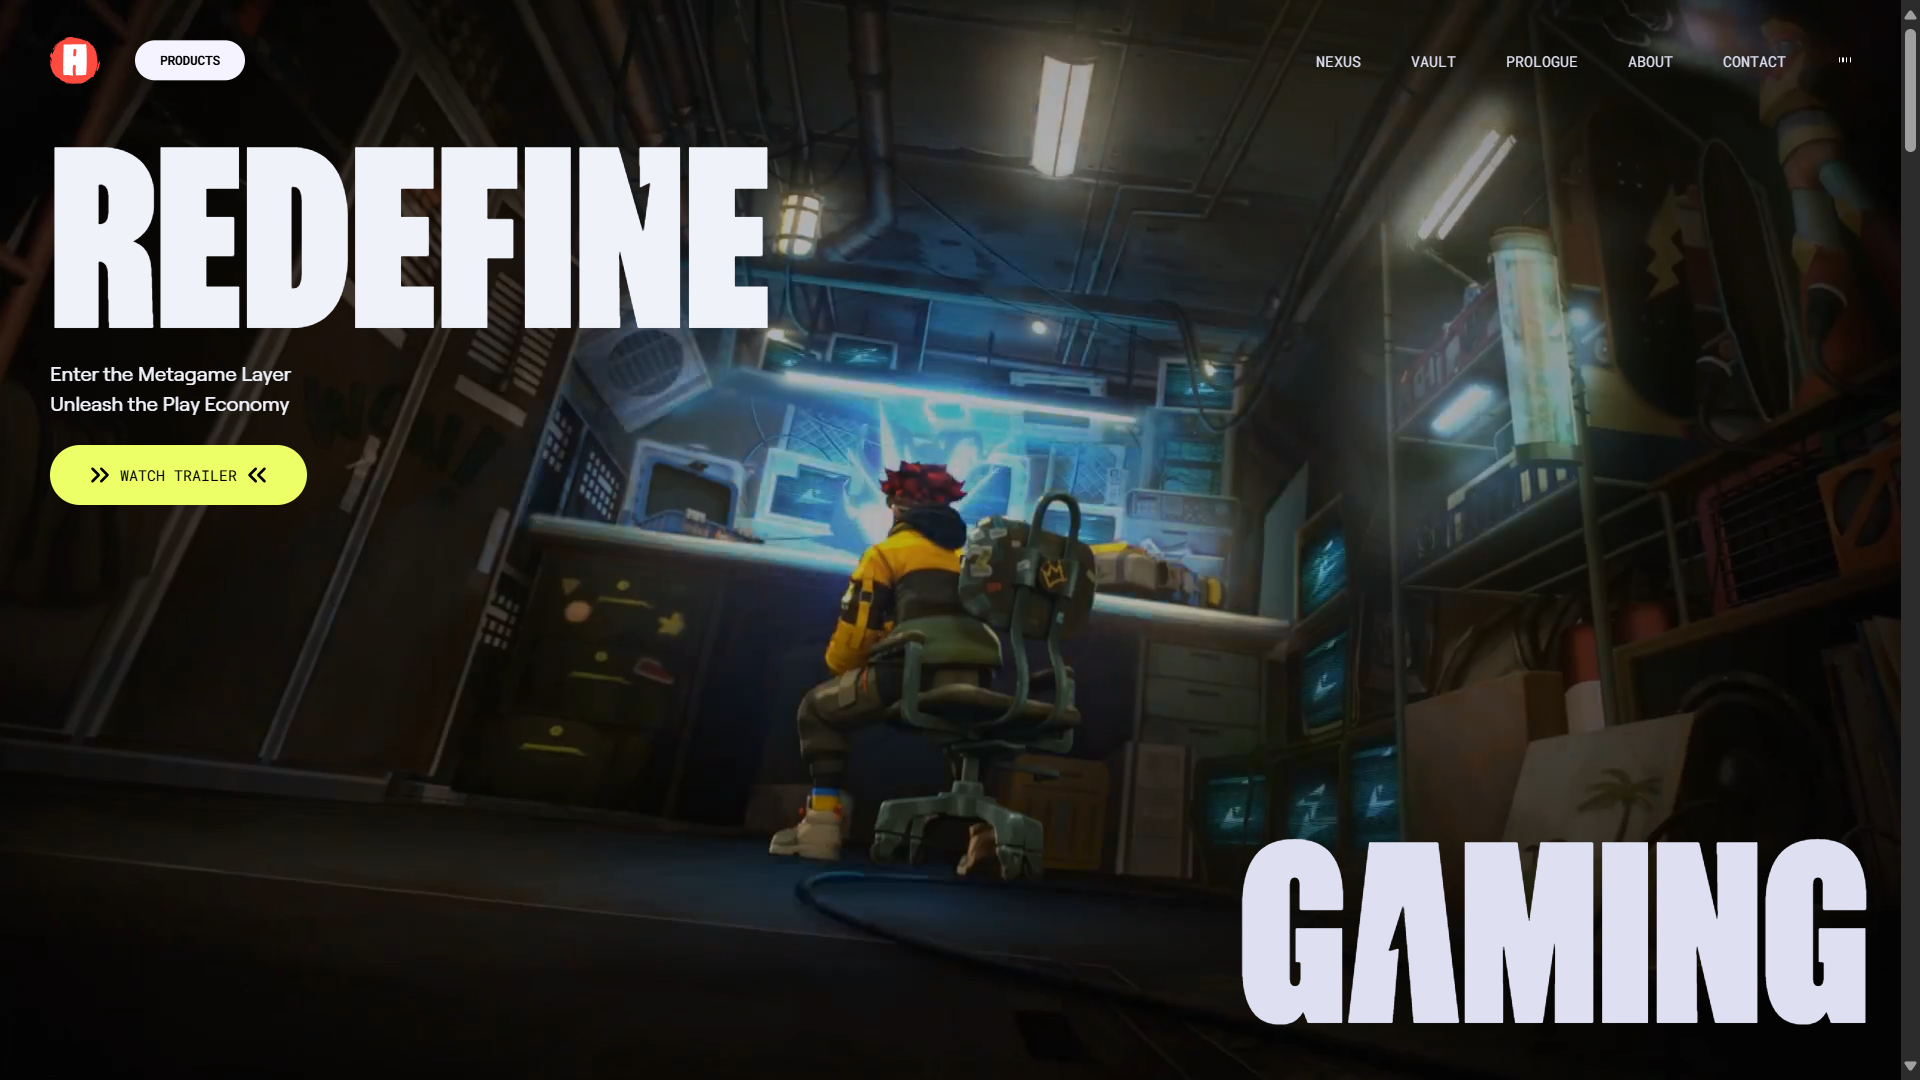 A
PRODUCTS
NEXUS
VAULT
PROLOGUE
ABOUT
CONTACT
REDEFINE
Enter the Metagame Layer
Unleash the Play Economy
WATCH TRAILER
GAMING